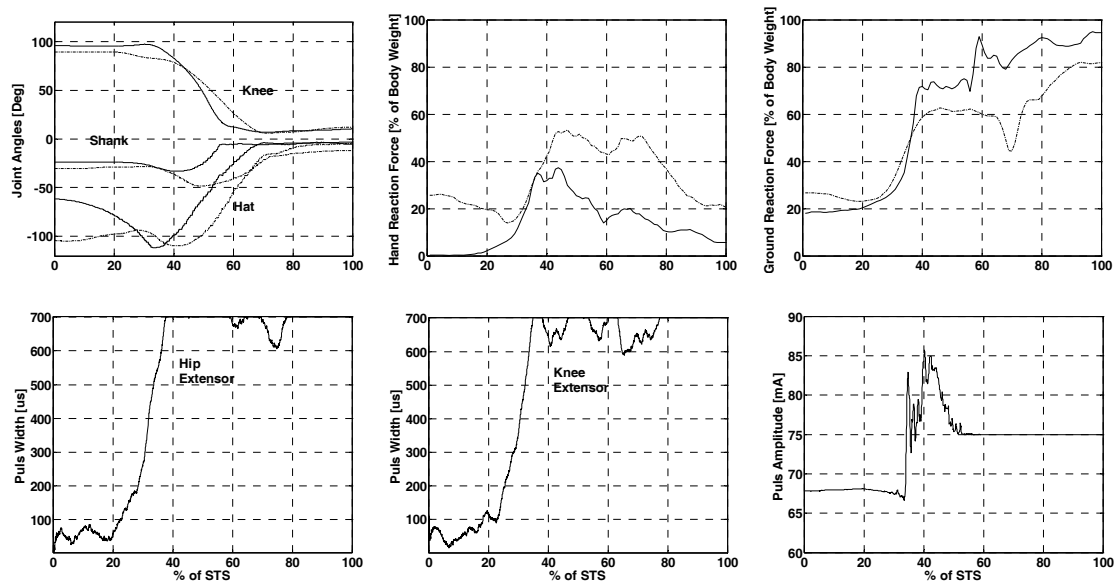 Joint Angles [Deg]
100
50
0
-50
-100
Knee
Shank
Hat
0 20 40 60 80 100
Hand Reaction Force [% of Body Weight]
100
80
60
40
20
0
0 20 40 60 80 100
Ground Reaction Force [% of Body Weight]
100
80
60
40
20
0
0 20 40 60 80 100
Puls Width [us]
700
600
500
400
300
200
100
Hip
Extensor
0 20 40 60 80 100
% of STS
Puls Width [us]
700
600
500
400
300
200
100
Knee
Extensor
0 20 40 60 80 100
% of STS
Puls Amplitude [mA]
90
85
80
75
70
65
60
0 20 40 60 80 100
% of STS